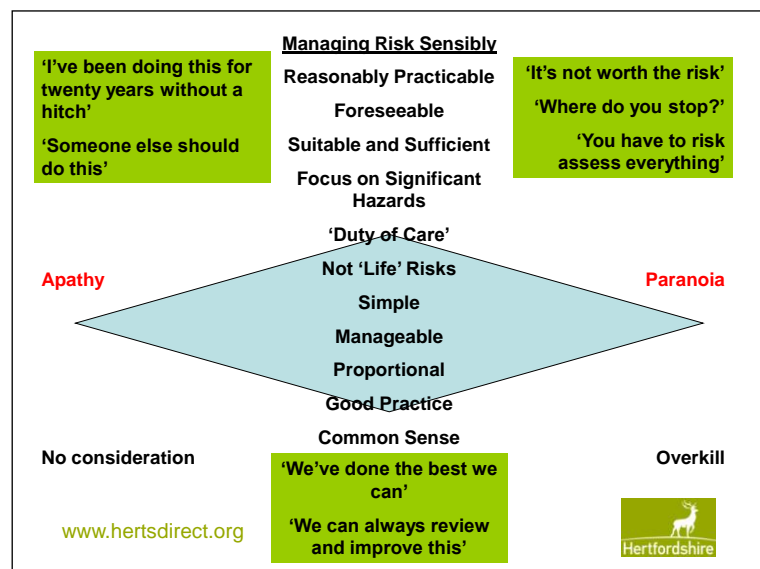 Managing Risk Sensibly
‘I’ve been doing this for
twenty years without a
hitch’
‘Someone else should
do this’
Reasonably Practicable
Foreseeable
Suitable and Sufficient
Focus on Significant
Hazards
‘Duty of Care’
‘It’s not worth the risk’
‘Where do you stop?’
‘You have to risk
assess everything’
Apathy
Not ‘Life’ Risks
Simple
Manageable
Proportional
Good Practice
Common Sense
Paranoia
No consideration
‘We’ve done the best we
can’
‘We can always review
and improve this’
Overkill
www.hertsdirect.org
Hertfordshire